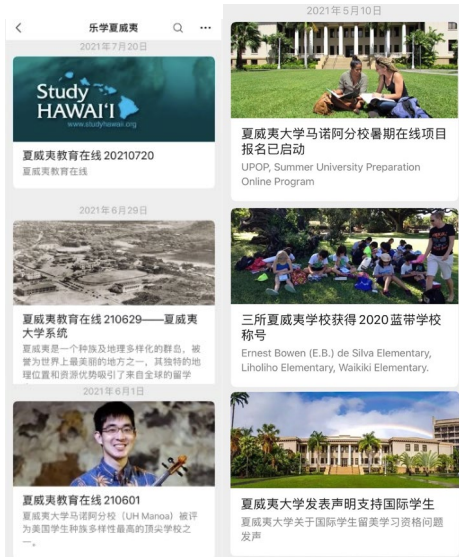 乐学夏威夷
2021年7月20日
Study
HAWAI‘I
www.studyhawaii.org
夏威夷教育在线 20210720
夏威夷教育在线
2021年6月29日
夏威夷教育在线 210629——夏威夷
大学系统
夏威夷是一个种族及地理多样化的群岛，被
誉为世界上最美丽的地方之一，其独特的地
理位置和资源优势吸引了来自全球的留学
2021年6月1日
夏威夷教育在线 210601
夏威夷大学马诺阿分校（UH Manoa）被评
为美国学生种族多样性最高的顶尖学校之
一。
2021年5月10日
夏威夷大学马诺阿分校暑期在线项目
报名已启动
UPOP, Summer University Preparation
Online Program
三所夏威夷学校获得 2020 蓝带学校
称号
Ernest Bowen (E.B.) de Silva Elementary,
Liholiho Elementary, Waikiki Elementary.
夏威夷大学发表声明支持国际学生
夏威夷大学关于国际学生留美学习资格问题
发声